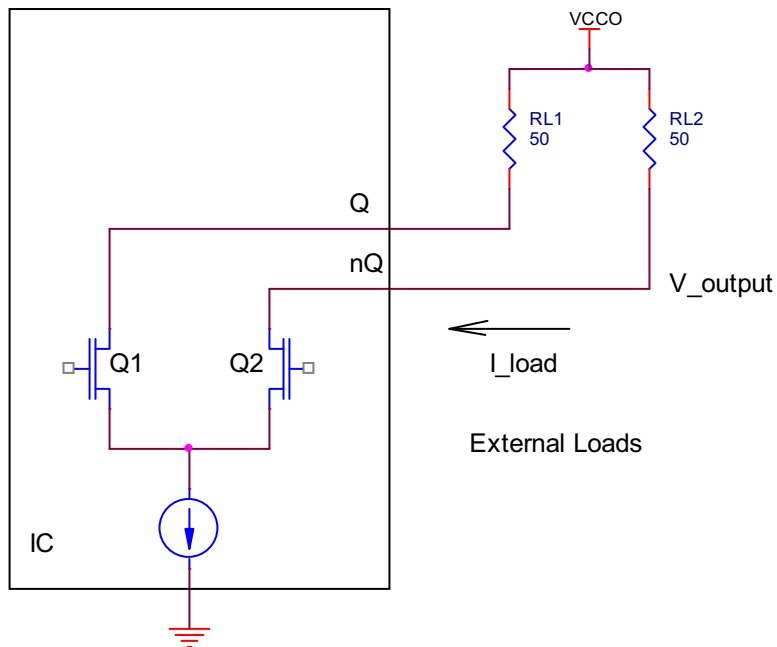 VCCO
RL1
50
RL2
50
Q
nQ
V_output
Q1
Q2
I_load
External Loads
IC